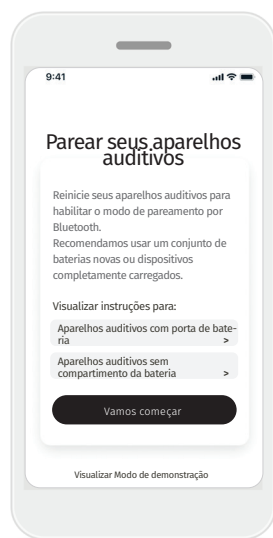 9:41
Parear seus aparelhos
auditivos
Reinicie seus aparelhos auditivos para
habilitar o modo de pareamento por
Bluetooth.
Recomendamos usar um conjunto de
baterias novas ou dispositivos
completamente carregados.
Visualizar instruções para:
Aparelhos auditivos com porta de bate-
ria >
Aparelhos auditivos sem
compartimento da bateria >
Vamos começar
Visualizar Modo de demonstração